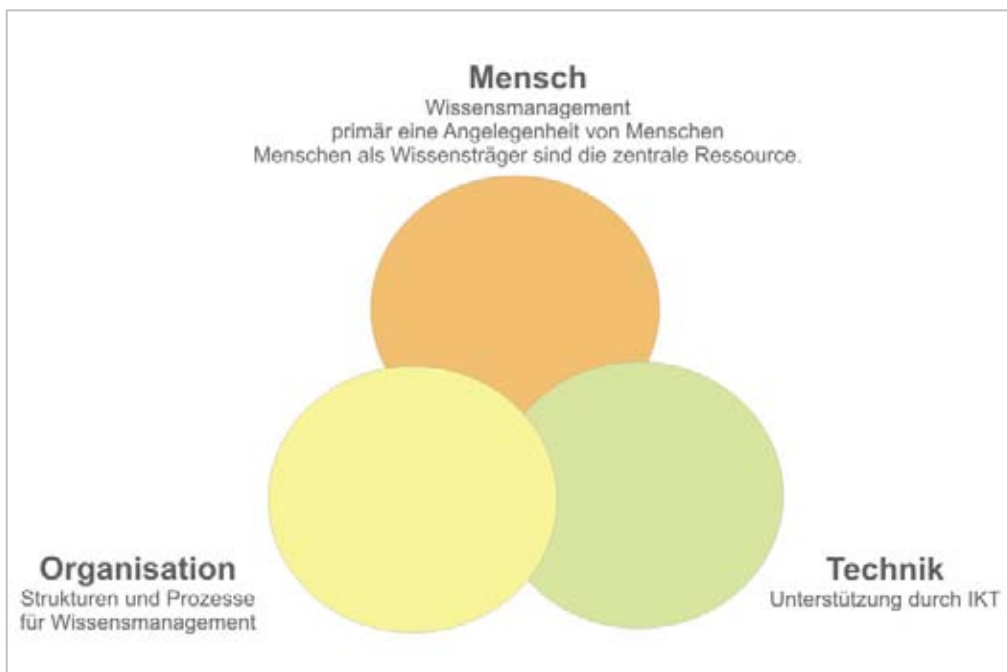 Mensch
Wissensmanagement
primär eine Angelegenheit von Menschen
Menschen als Wissensträger sind die zentrale Ressource.
Organisation
Strukturen und Prozesse
für Wissensmanagement
Technik
Unterstützung durch IKT